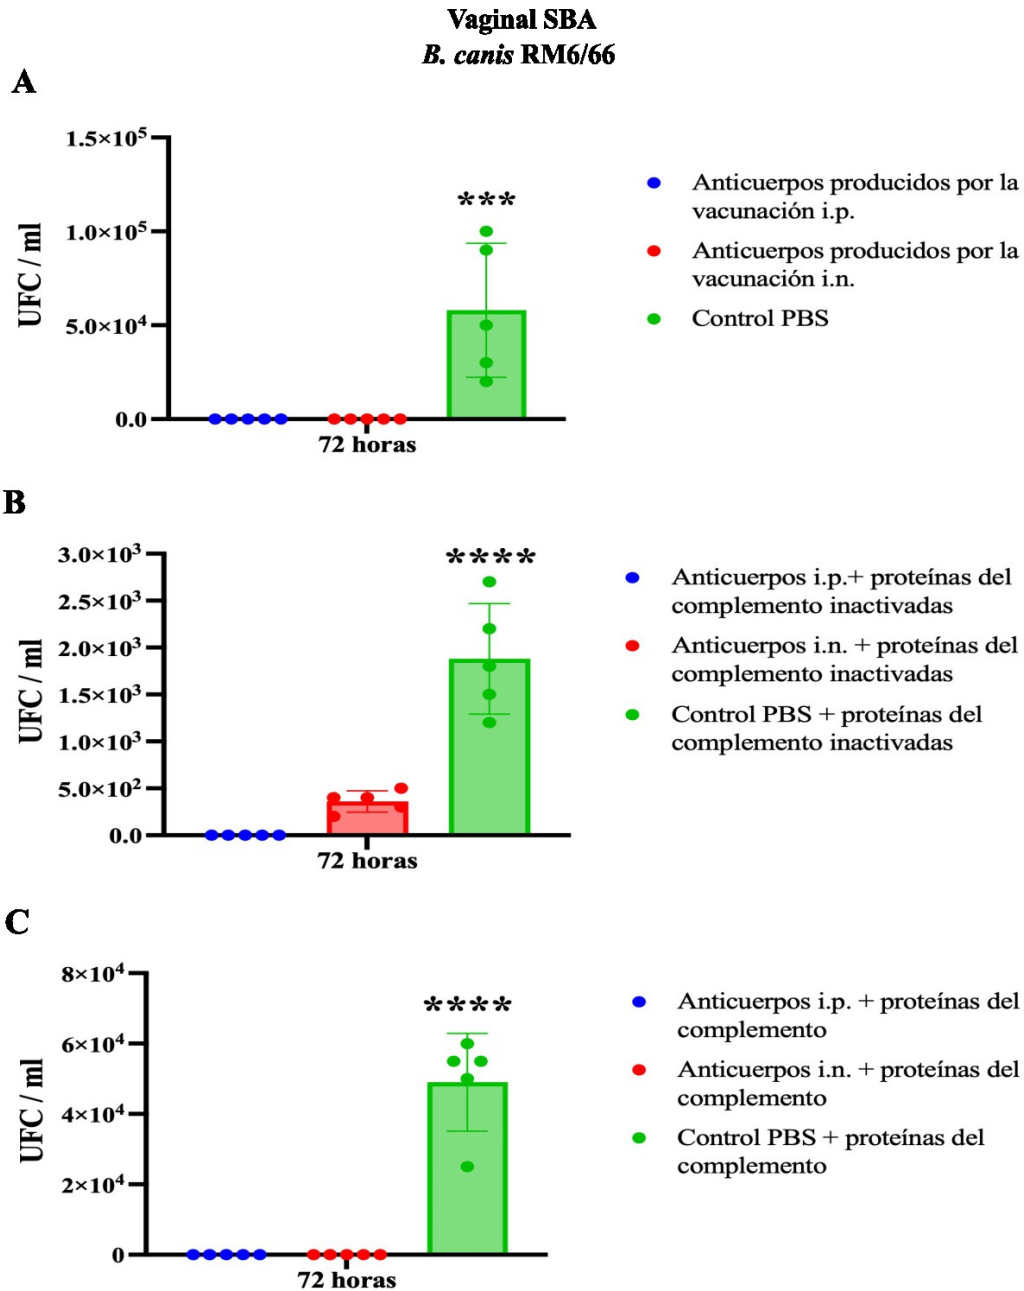 Vaginal SBA
B. canis RM6/66
A
1.5×10⁵
1.0×10⁵
5.0×10⁴
0.0
UFC / ml
***
72 horas
Anticuerpos producidos por la
vacunación i.p.
Anticuerpos producidos por la
vacunación i.n.
Control PBS
B
3.0×10³
2.5×10³
2.0×10³
1.5×10³
1.0×10³
5.0×10²
0.0
UFC / ml
****
72 horas
Anticuerpos i.p.+ proteínas del
complemento inactivadas
Anticuerpos i.n. + proteínas del
complemento inactivadas
Control PBS + proteínas del
complemento inactivadas
C
8×10⁴
6×10⁴
4×10⁴
2×10⁴
0
UFC / ml
****
72 horas
Anticuerpos i.p. + proteínas del
complemento
Anticuerpos i.n. + proteínas del
complemento
Control PBS + proteínas del
complemento